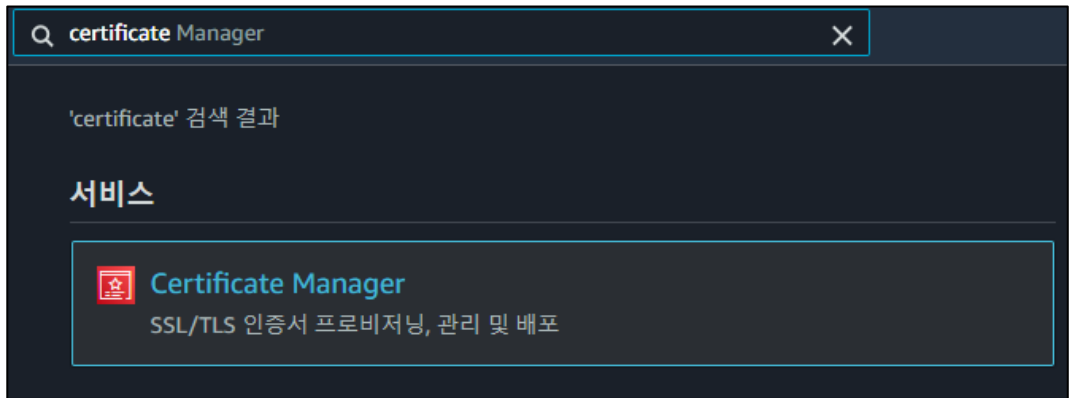 certificate Manager
'certificate' 검색 결과
서비스
Certificate Manager
SSL/TLS 인증서 프로비저닝, 관리 및 배포